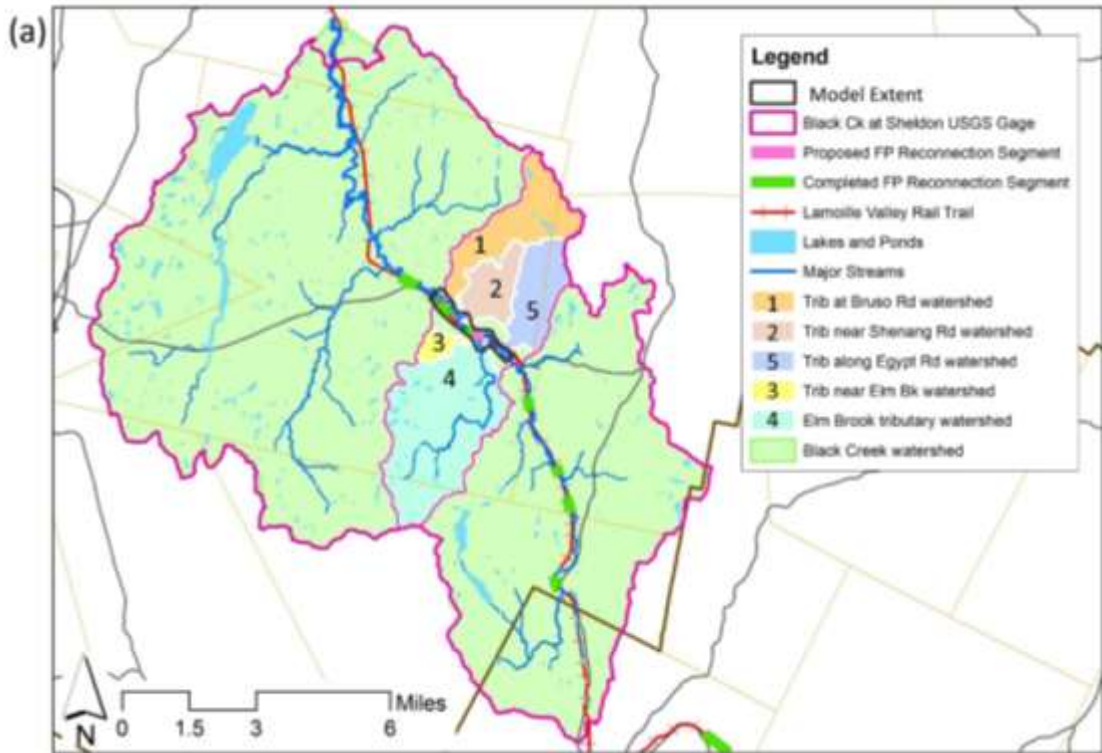 (a)
Legend
Model Extent
Black Ck at Sheldon USGS Gage
Proposed FP Reconnection Segment
Completed FP Reconnection Segment
Lamoille Valley Rail Trail
Lakes and Ponds
Major Streams
1 Trib at Bruso Rd watershed
2 Trib near Shenang Rd watershed
5 Trib along Egypt Rd watershed
3 Trib near Elm Bk watershed
4 Elm Brook tributary watershed
Black Creek watershed
1
2
5
3
4
Miles
0 1.5 3 6
N